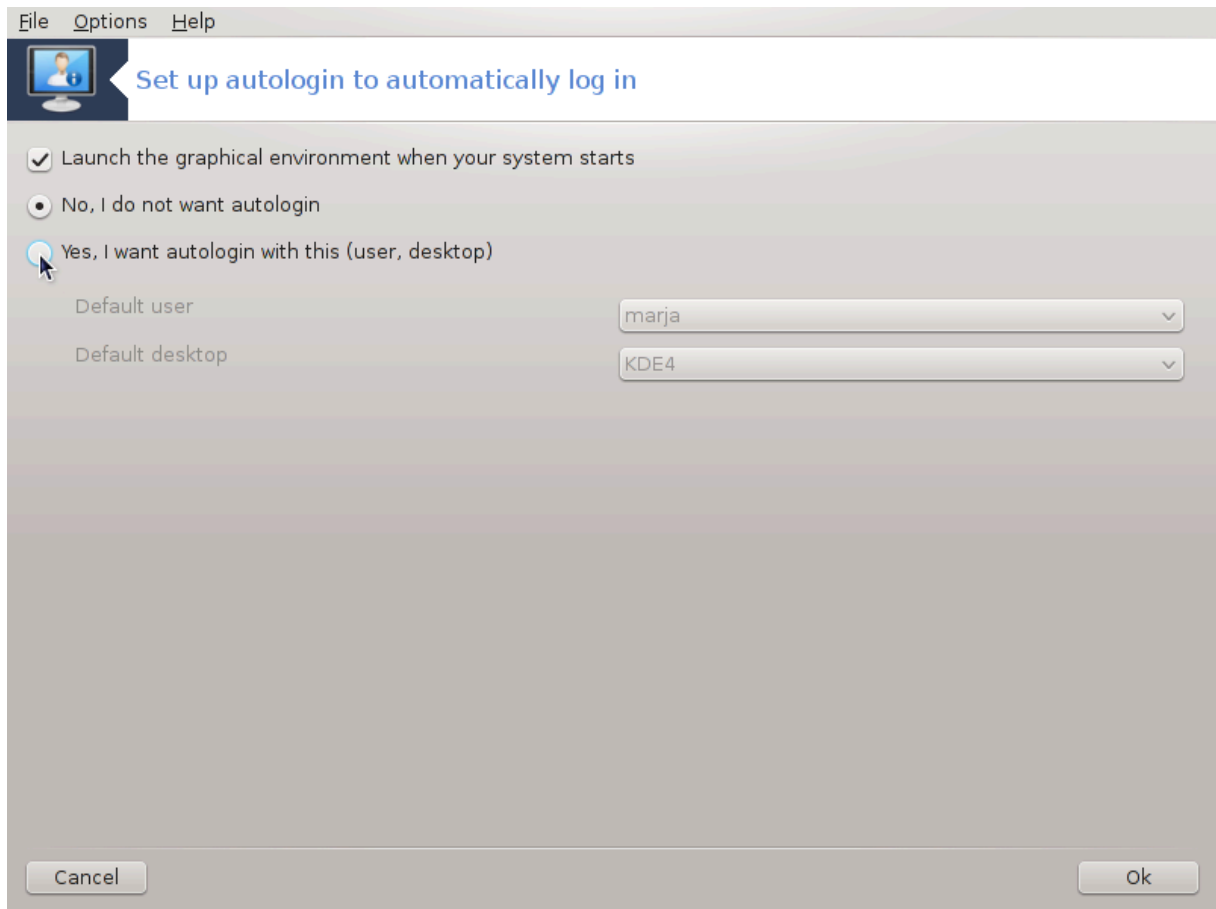 File Options Help
Set up autologin to automatically log in
Launch the graphical environment when your system starts
No, I do not want autologin
Yes, I want autologin with this (user, desktop)
Default user marja
Default desktop KDE4
Cancel Ok